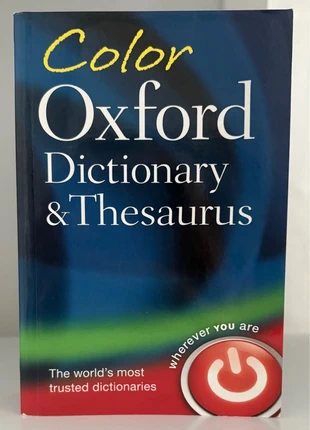 Color
Oxford
Dictionary
& Thesaurus
wherever YOU are
The world's most
trusted dictionaries